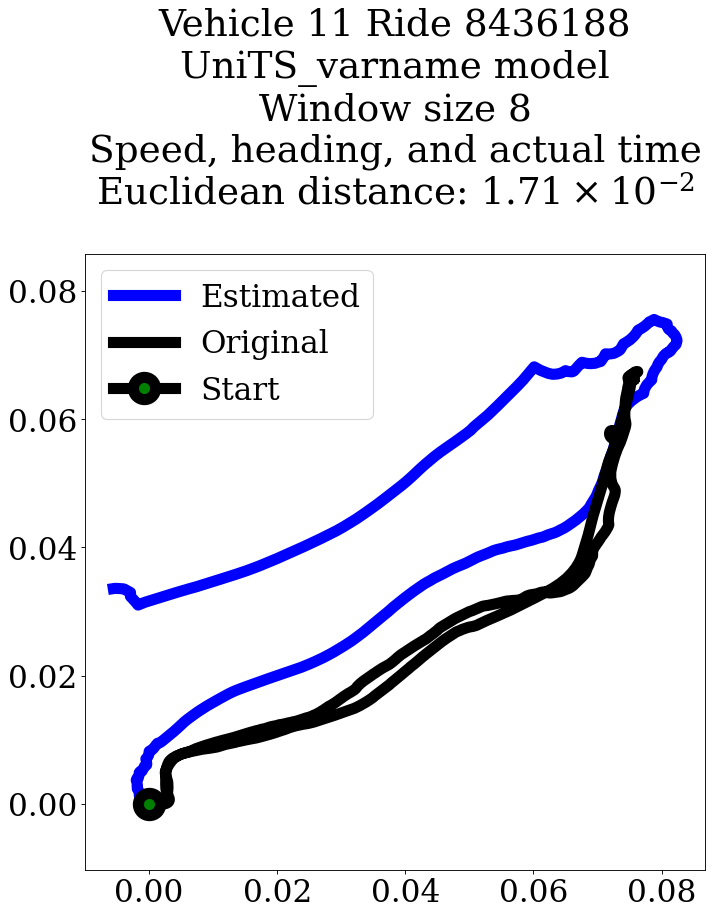 Vehicle 11 Ride 8436188
UniTS_varname model
Window size 8
Speed, heading, and actual time
Euclidean distance: 1.71 × 10⁻²
Estimated
Original
Start
0.08
0.06
0.04
0.02
0.00
0.00 0.02 0.04 0.06 0.08